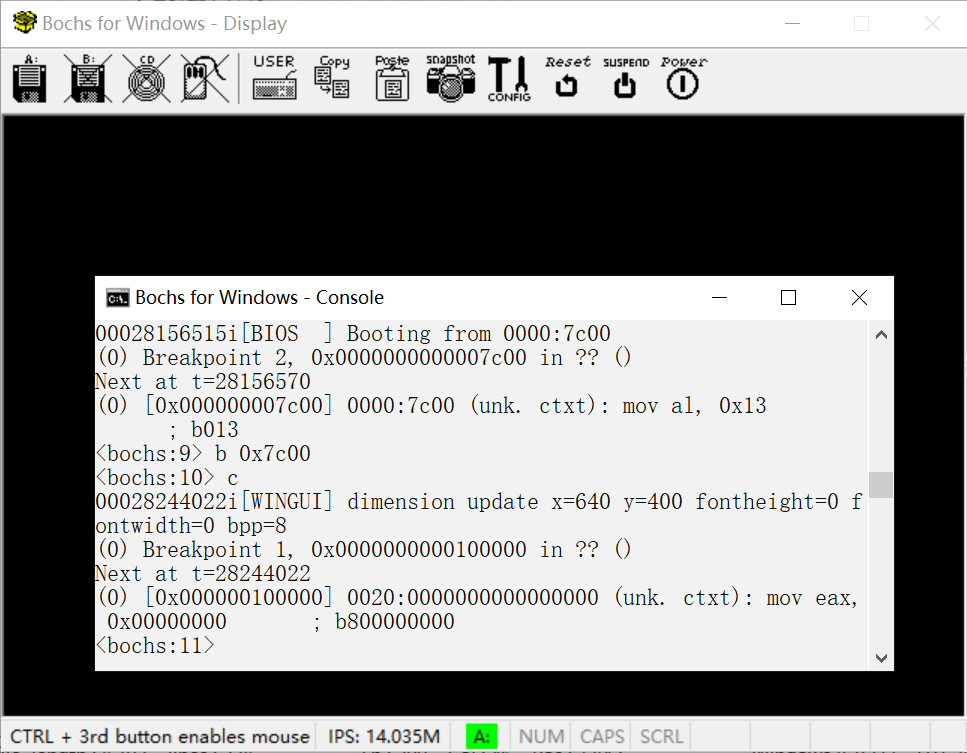 Bochs for Windows - Display
A: B: CD USER Copy Paste snapshot CONFIG Reset SUSPEND Power
Bochs for Windows - Console
00028156515i[BIOS  ] Booting from 0000:7c00
(0) Breakpoint 2, 0x0000000000007c00 in ?? ()
Next at t=28156570
(0) [0x000000007c00] 0000:7c00 (unk. ctxt): mov al, 0x13
; b013
<bochs:9> b 0x7c00
<bochs:10> c
00028244022i[WINGUI] dimension update x=640 y=400 fontheight=0 f
ontwidth=0 bpp=8
(0) Breakpoint 1, 0x0000000000100000 in ?? ()
Next at t=28244022
(0) [0x000000100000] 0020:0000000000000000 (unk. ctxt): mov eax,
0x00000000       ; b800000000
<bochs:11>
CTRL + 3rd button enables mouse IPS: 14.035M A: NUM CAPS SCRL